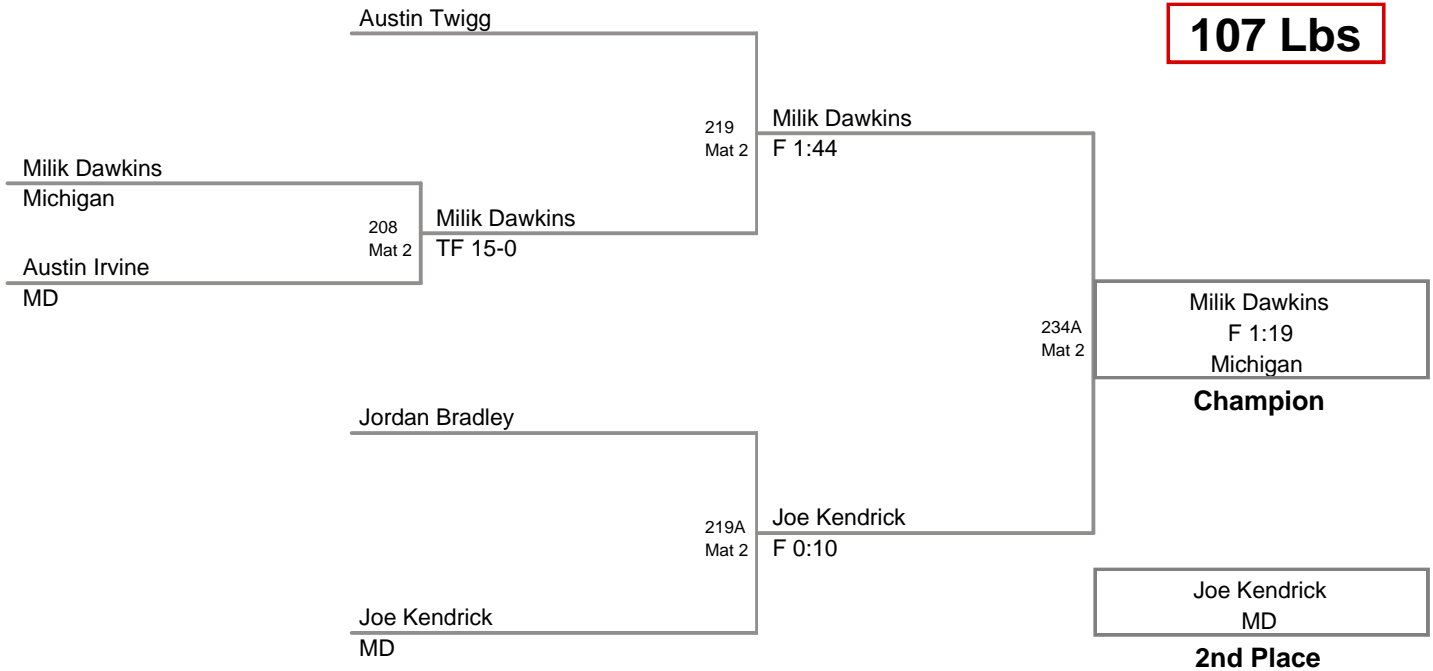 107 Lbs
Austin Twigg
219
Mat 2
Milik Dawkins
F 1:44
Milik Dawkins
Michigan
208
Mat 2
Milik Dawkins
TF 15-0
Austin Irvine
MD
234A
Mat 2
Milik Dawkins
F 1:19
Michigan
Champion
Jordan Bradley
219A
Mat 2
Joe Kendrick
F 0:10
Joe Kendrick
MD
Joe Kendrick
MD
2nd Place